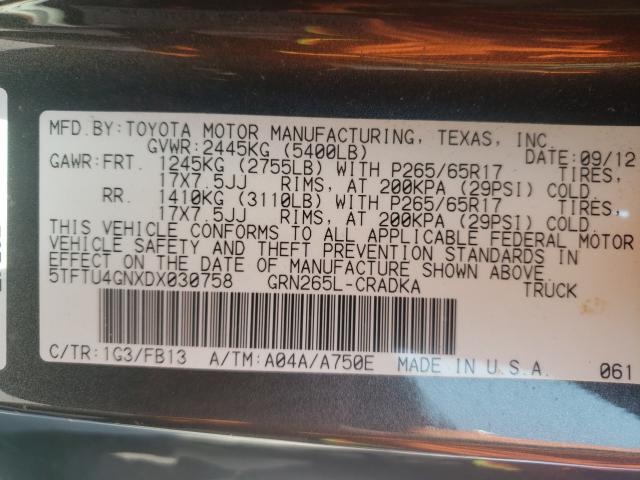 MFD.BY:TOYOTA MOTOR MANUFACTURING, TEXAS, INC
GVWR:2445KG (5400LB) DATE:09/12
GAWR:FRT. 1245KG (2755LB) WITH P265/65R17 TIRES,
17X7.5JJ RIMS, AT 200KPA (29PSI) COLD
RR. 1410KG (3110LB) WITH P265/65R17 TIRES,
17X7.5JJ RIMS, AT 200KPA (29PSI) COLD
THIS VEHICLE CONFORMS TO ALL APPLICABLE FEDERAL MOTOR
VEHICLE SAFETY AND THEFT PREVENTION STANDARDS IN
EFFECT ON THE DATE OF MANUFACTURE SHOWN ABOVE.
5TFTU4GNXDX030758 GRN265L-CRADKA TRUCK
C/TR:1G3/FB13 A/TM:A04A/A750E MADE IN U.S.A. 061